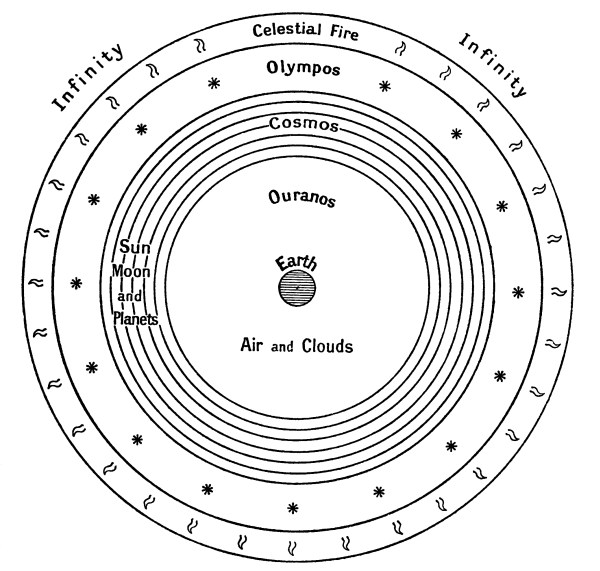 Celestial Fire
Infinity
Infinity
Olympos
Cosmos
Ouranos
Sun
Moon
and
Planets
Earth
Air and Clouds